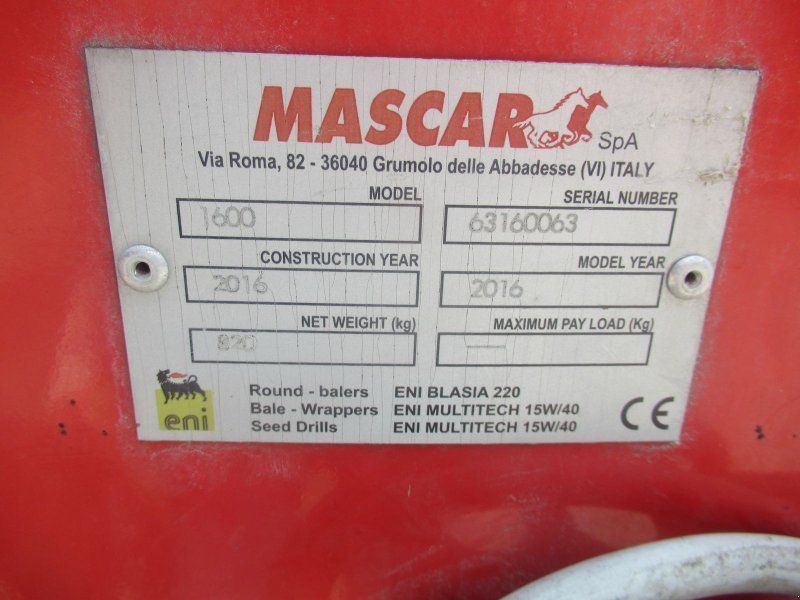 MASCAR SpA
Via Roma, 82 - 36040 Grumolo delle Abbadesse (VI) ITALY
MODEL SERIAL NUMBER
1600 63160063
CONSTRUCTION YEAR MODEL YEAR
2016 2016
NET WEIGHT (kg) MAXIMUM PAY LOAD (Kg)
820 —
Round - balers ENI BLASIA 220
Bale - Wrappers ENI MULTITECH 15W/40
Seed Drills ENI MULTITECH 15W/40
eni CE